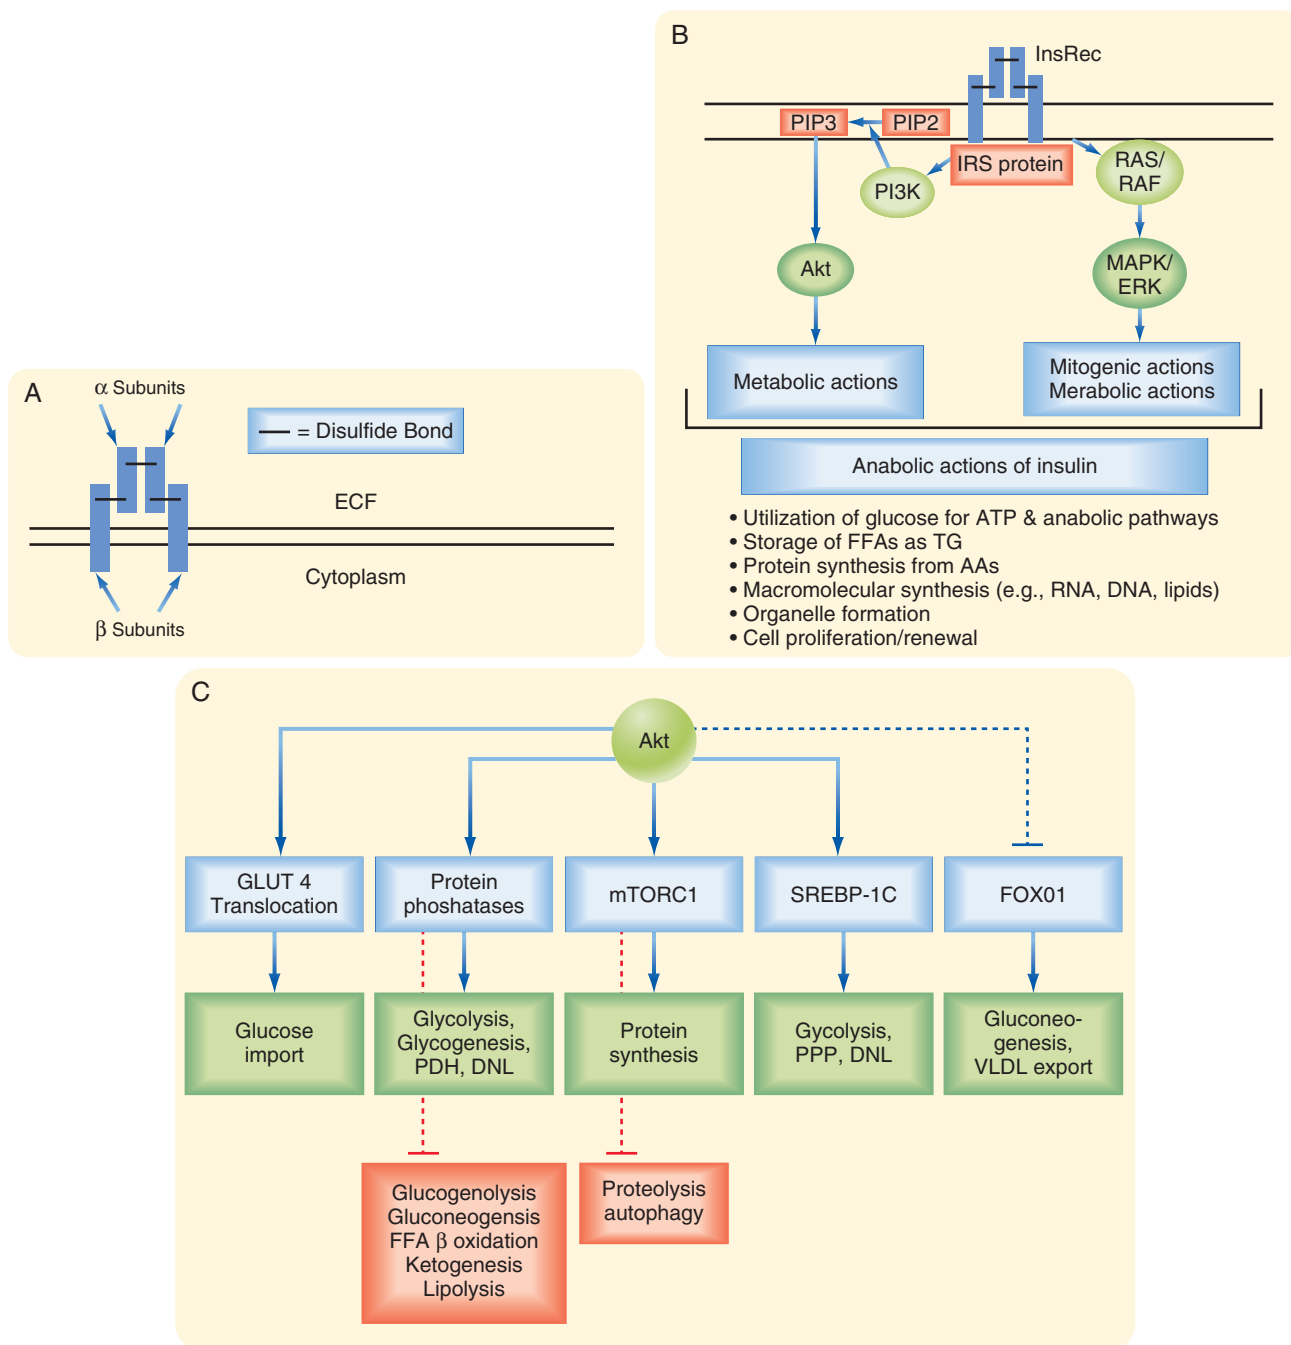 A
α Subunits
= Disulfide Bond
ECF
Cytoplasm
β Subunits
B
InsRec
PIP3
PIP2
IRS protein
PI3K
RAS/
RAF
Akt
MAPK/
ERK
Metabolic actions
Mitogenic actions
Merabolic actions
Anabolic actions of insulin
• Utilization of glucose for ATP & anabolic pathways
• Storage of FFAs as TG
• Protein synthesis from AAs
• Macromolecular synthesis (e.g., RNA, DNA, lipids)
• Organelle formation
• Cell proliferation/renewal
C
Akt
GLUT 4
Translocation
Protein
phoshatases
mTORC1
SREBP-1C
FOX01
Glucose
import
Glycolysis,
Glycogenesis,
PDH, DNL
Protein
synthesis
Gycolysis,
PPP, DNL
Gluconeo-
genesis,
VLDL export
Glucogenolysis
Gluconeogensis
FFA β oxidation
Ketogenesis
Lipolysis
Proteolysis
autophagy